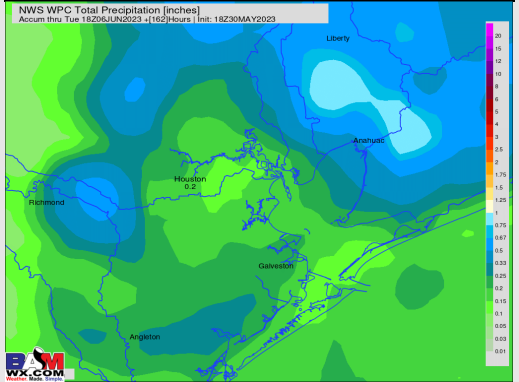 NWS WPC Total Precipitation [inches]
Accum thru Tue 18Z06JUN2023 +[162]Hours | Init: 18Z30MAY2023
Liberty
Anahuac
Houston
0.2
Richmond
Galveston
Angleton
20
15
12
10
8
6
5
4
3
2.5
2
1.75
1.5
1.25
1
0.75
0.67
0.5
0.33
0.25
0.2
0.15
0.1
0.05
0.03
0.01
BAM
WX.COM
Weather. Made. Simple.